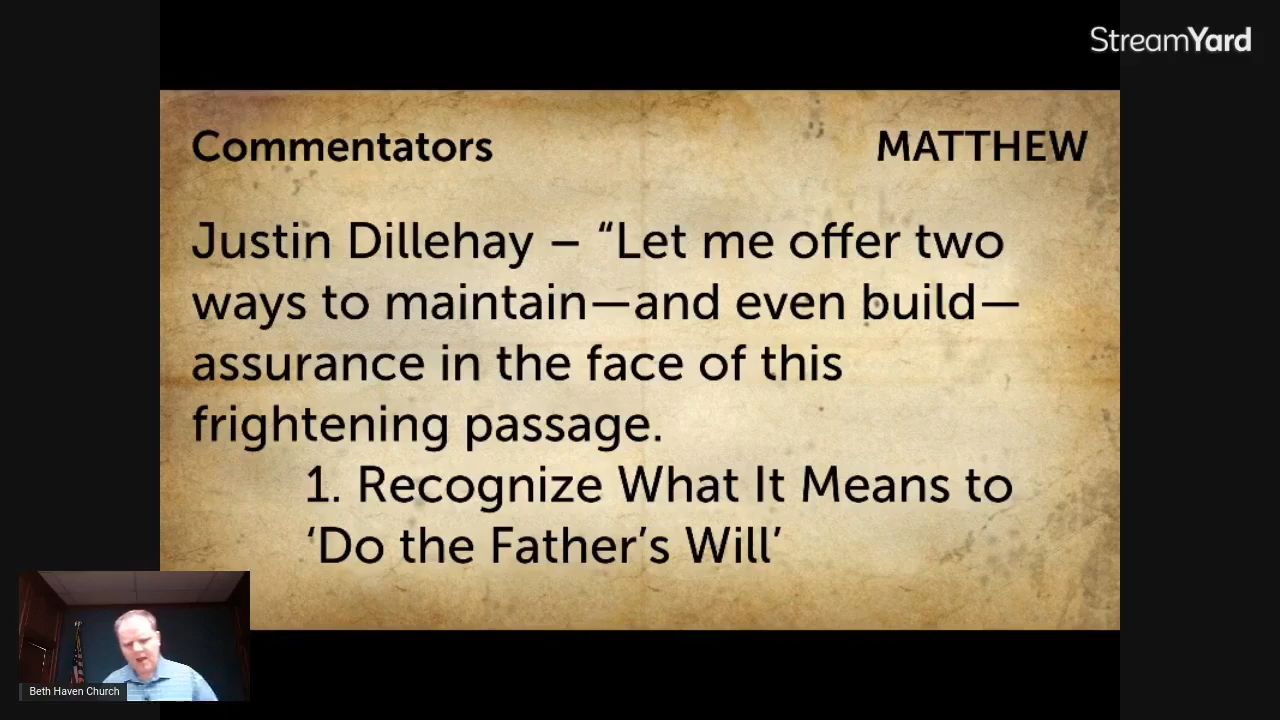 StreamYard
Commentators MATTHEW
Justin Dillehay – “Let me offer two
ways to maintain—and even build—
assurance in the face of this
frightening passage.
1. Recognize What It Means to
‘Do the Father’s Will’
Beth Haven Church